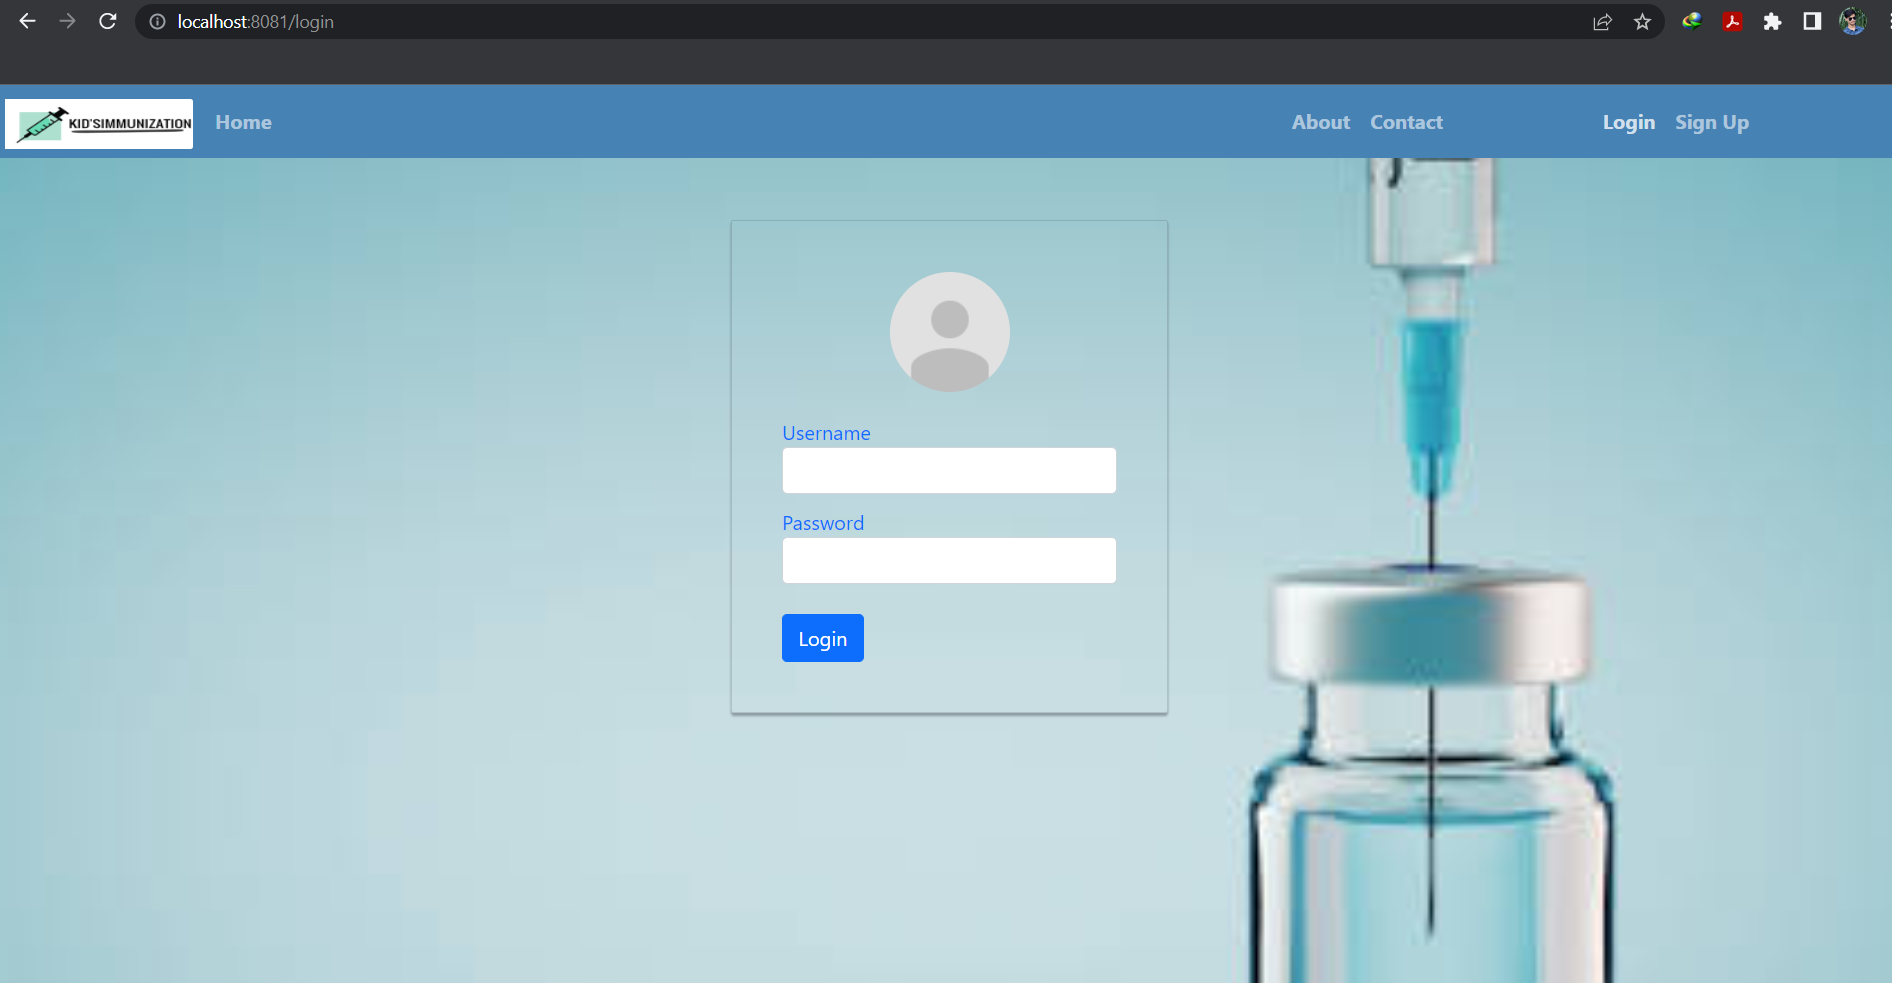 localhost:8081/login
KID'SIMMUNIZATION
Home
About
Contact
Login
Sign Up
Username
Password
Login